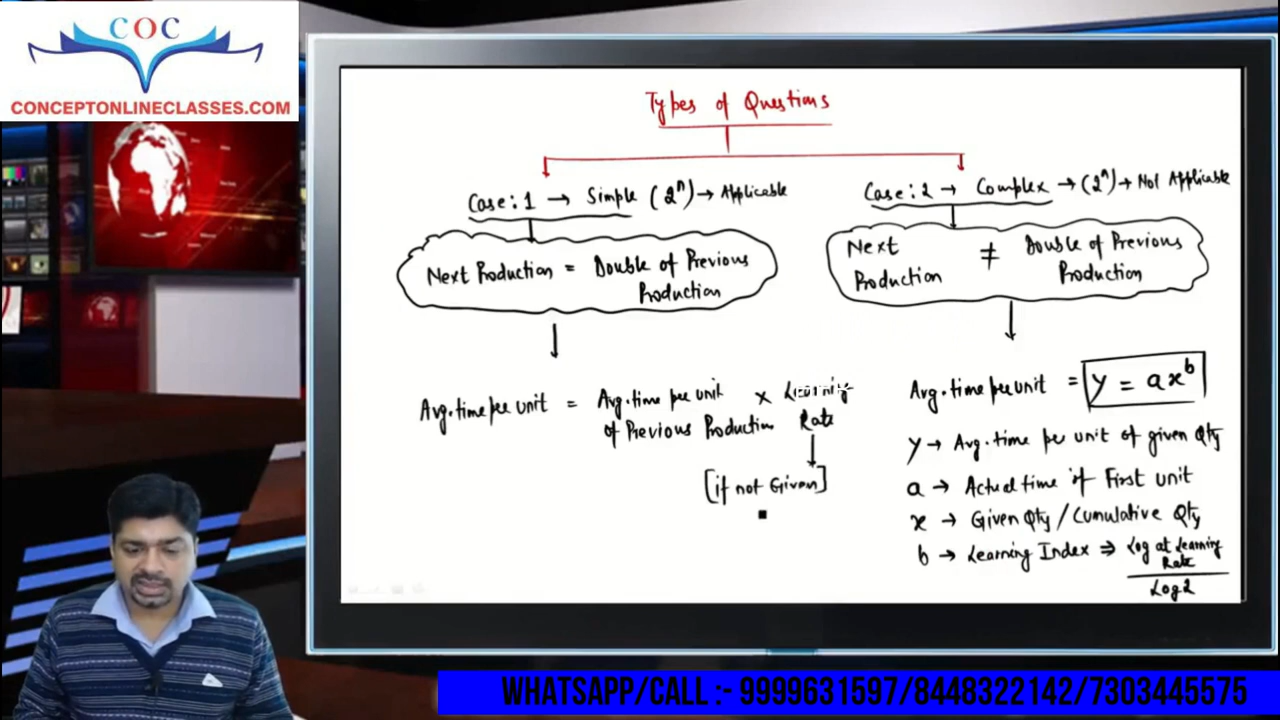 COC
CONCEPTONLINECLASSES.COM
Types of Questions
Case: 1 → Simple (2ⁿ) → Applicable
Next Production = Double of Previous
Production
Avg. time per unit = Avg. time per unit × Learning
of Previous Production Rate
[if not Given]
Case: 2 → Complex → (2ⁿ) → Not Applicable
Next ≠ Double of Previous
Production Production
Avg. time per unit = y = axᵇ
y → Avg. time per unit of given Qty
a → Actual time of First unit
x → Given Qty / Cumulative Qty
b → Learning Index ⇒ Log at Learning
Rate
Log 2
WHATSAPP/CALL :- 9999631597/8448322142/7303445575